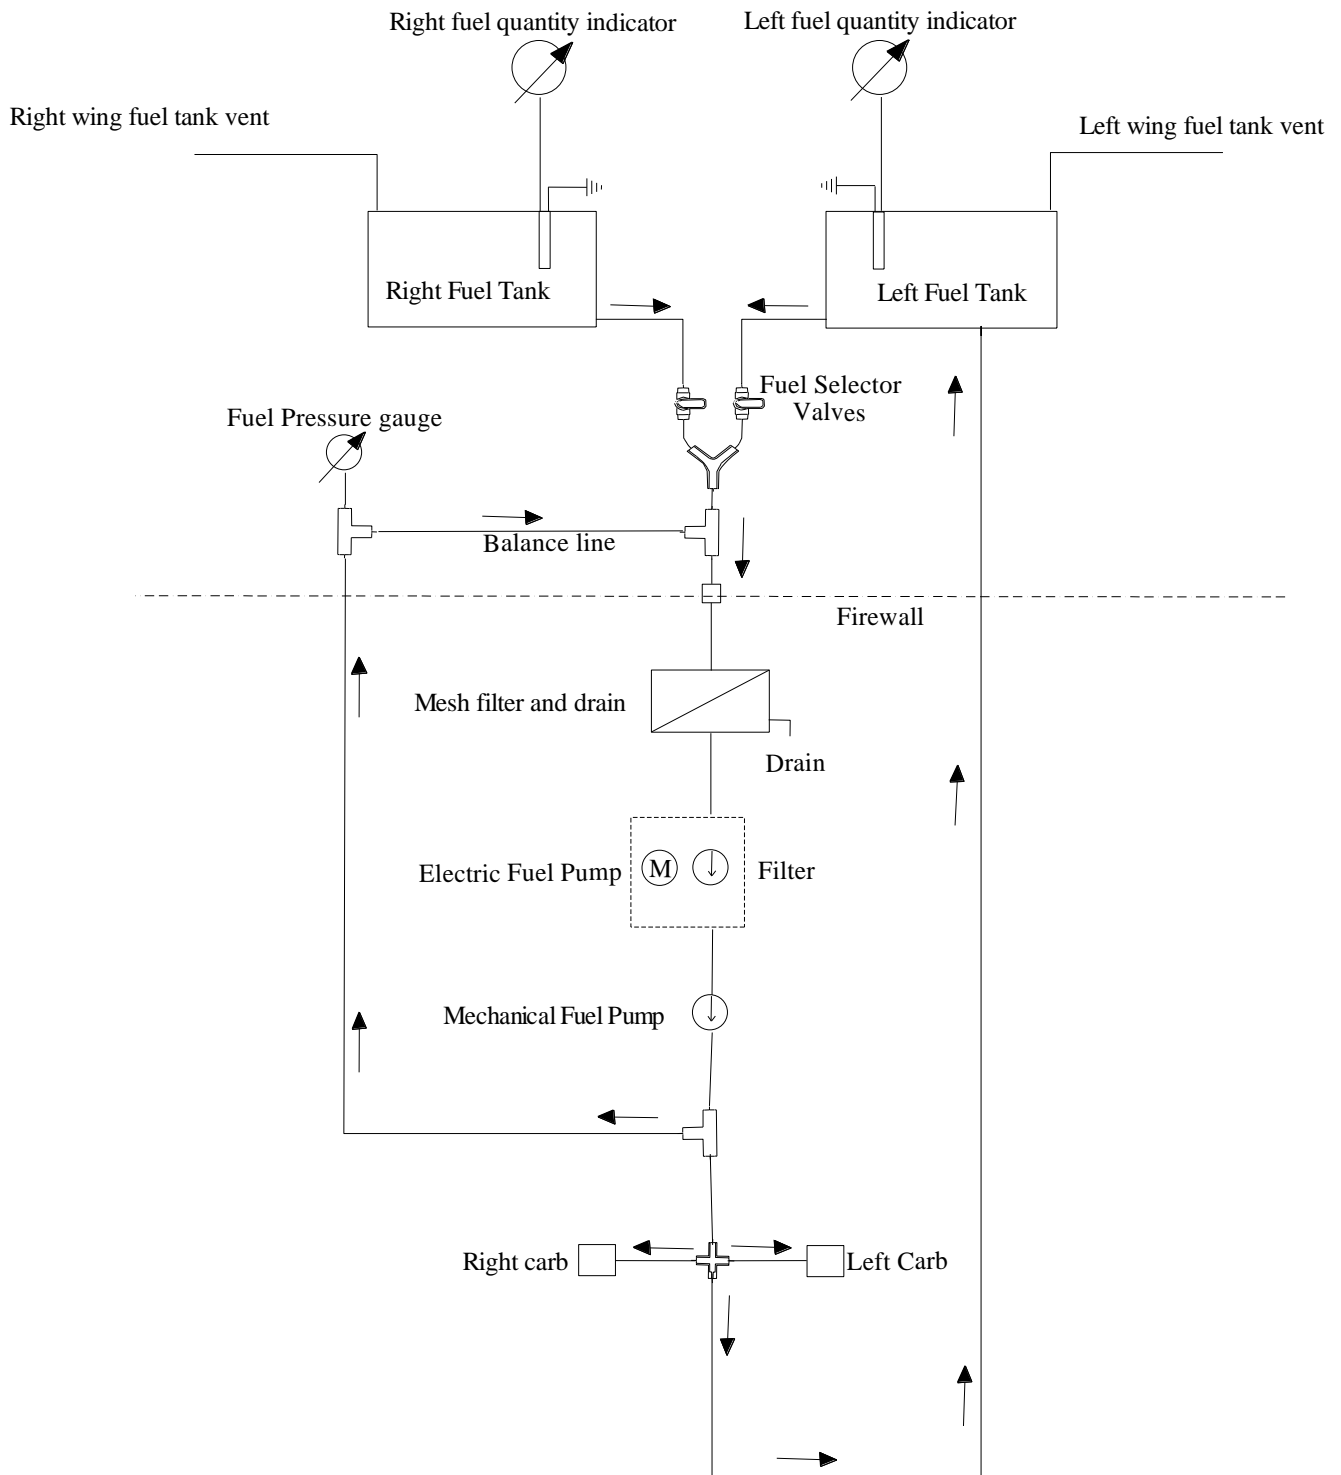 Right fuel quantity indicator
Left fuel quantity indicator
Right wing fuel tank vent
Left wing fuel tank vent
Right Fuel Tank
Left Fuel Tank
Fuel Selector
Valves
Fuel Pressure gauge
Balance line
Firewall
Mesh filter and drain
Drain
Electric Fuel Pump
M
Filter
Mechanical Fuel Pump
Right carb
Left Carb